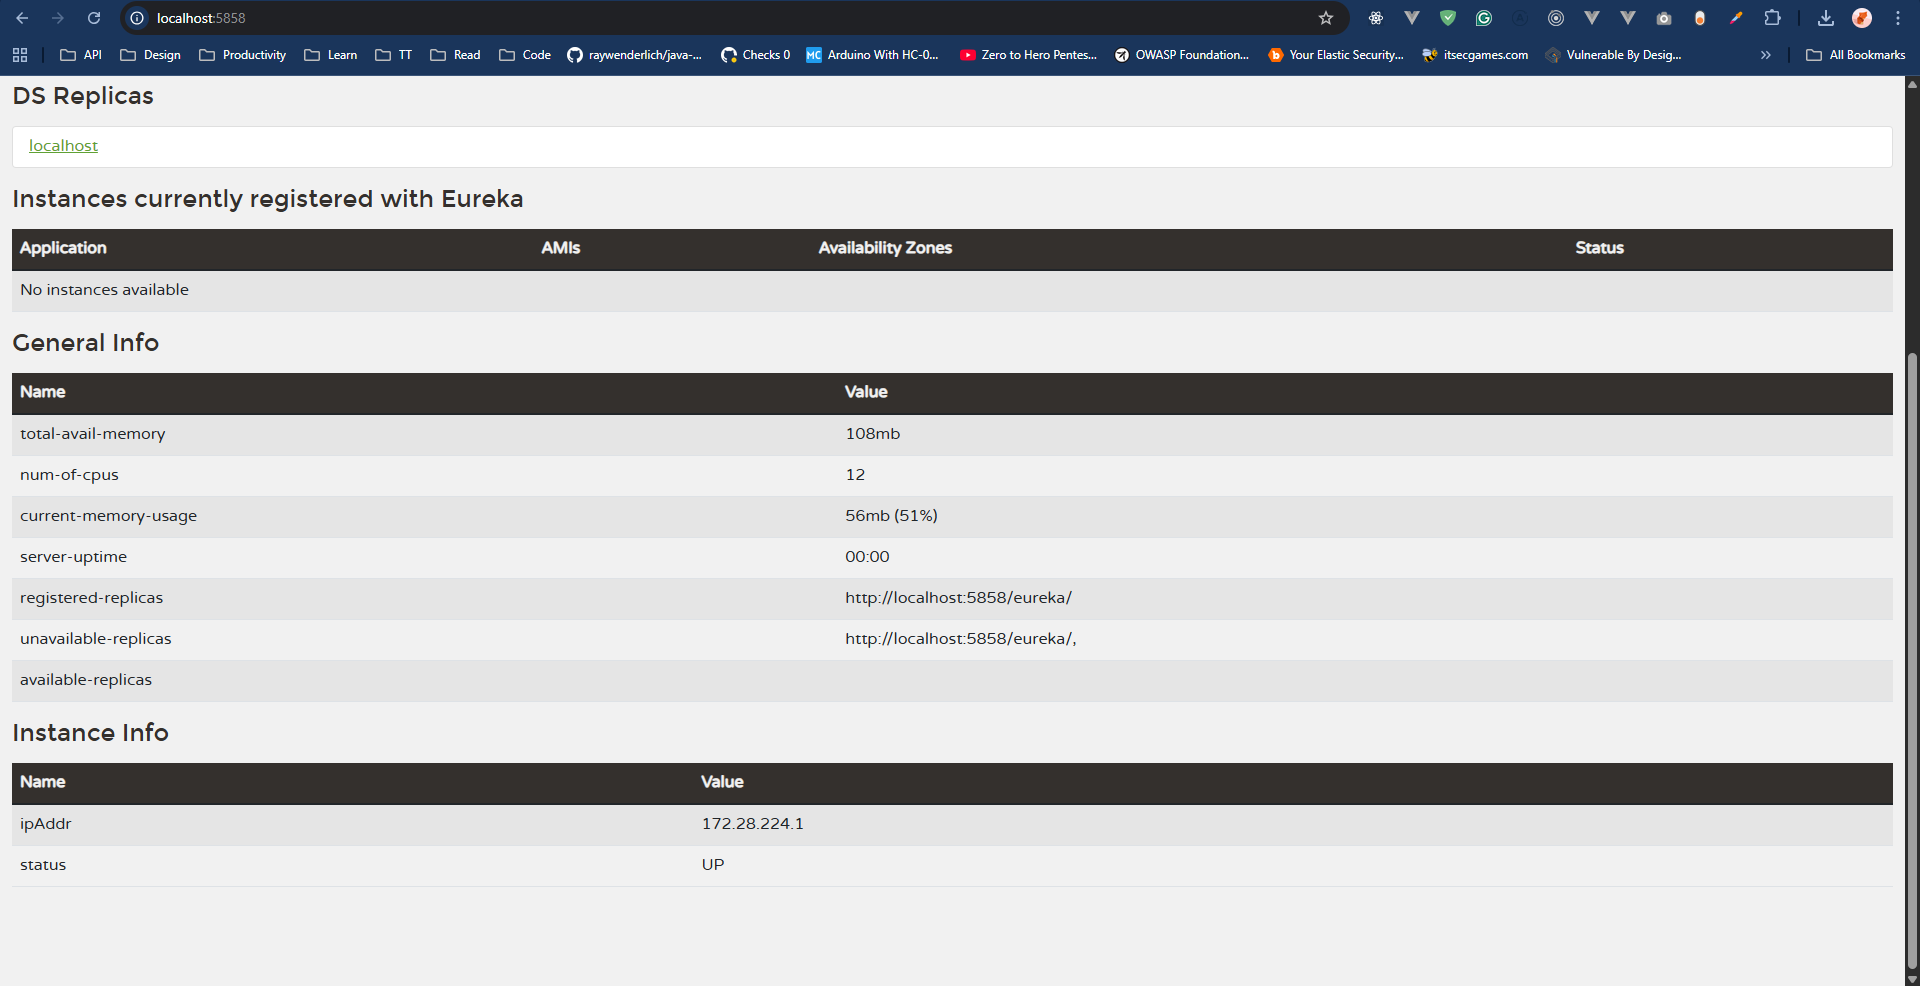 localhost:5858
API Design Productivity Learn TT Read Code raywenderlich/java-... Checks 0 MC Arduino With HC-0... Zero to Hero Pentes... OWASP Foundation... b Your Elastic Security... itsecgames.com Vulnerable By Desig... » All Bookmarks
DS Replicas
localhost
Instances currently registered with Eureka
Application AMIs Availability Zones Status
No instances available
General Info
Name Value
total-avail-memory 108mb
num-of-cpus 12
current-memory-usage 56mb (51%)
server-uptime 00:00
registered-replicas http://localhost:5858/eureka/
unavailable-replicas http://localhost:5858/eureka/,
available-replicas
Instance Info
Name Value
ipAddr 172.28.224.1
status UP